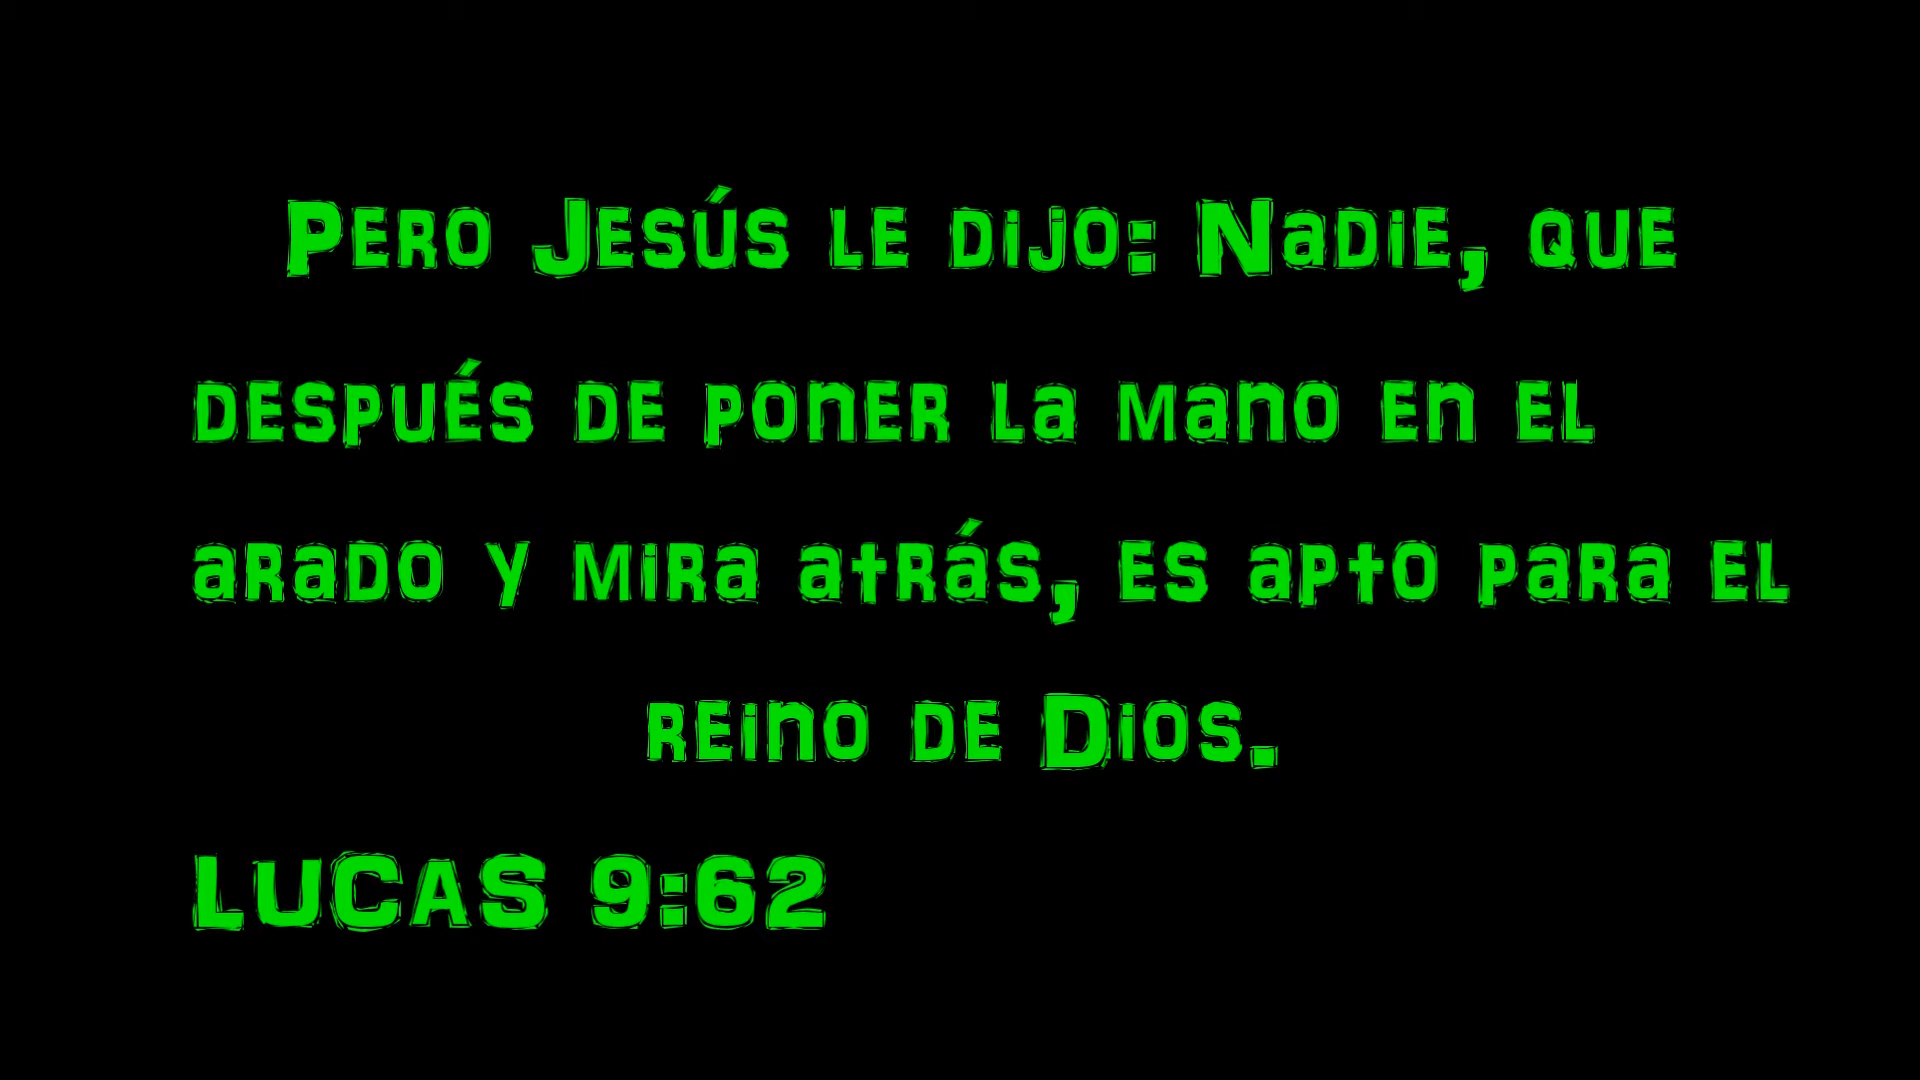 Pero Jesús le dijo: Nadie, que
después de poner la mano en el
arado y mira atrás, es apto para el
reino de Dios.
LUCAS 9:62